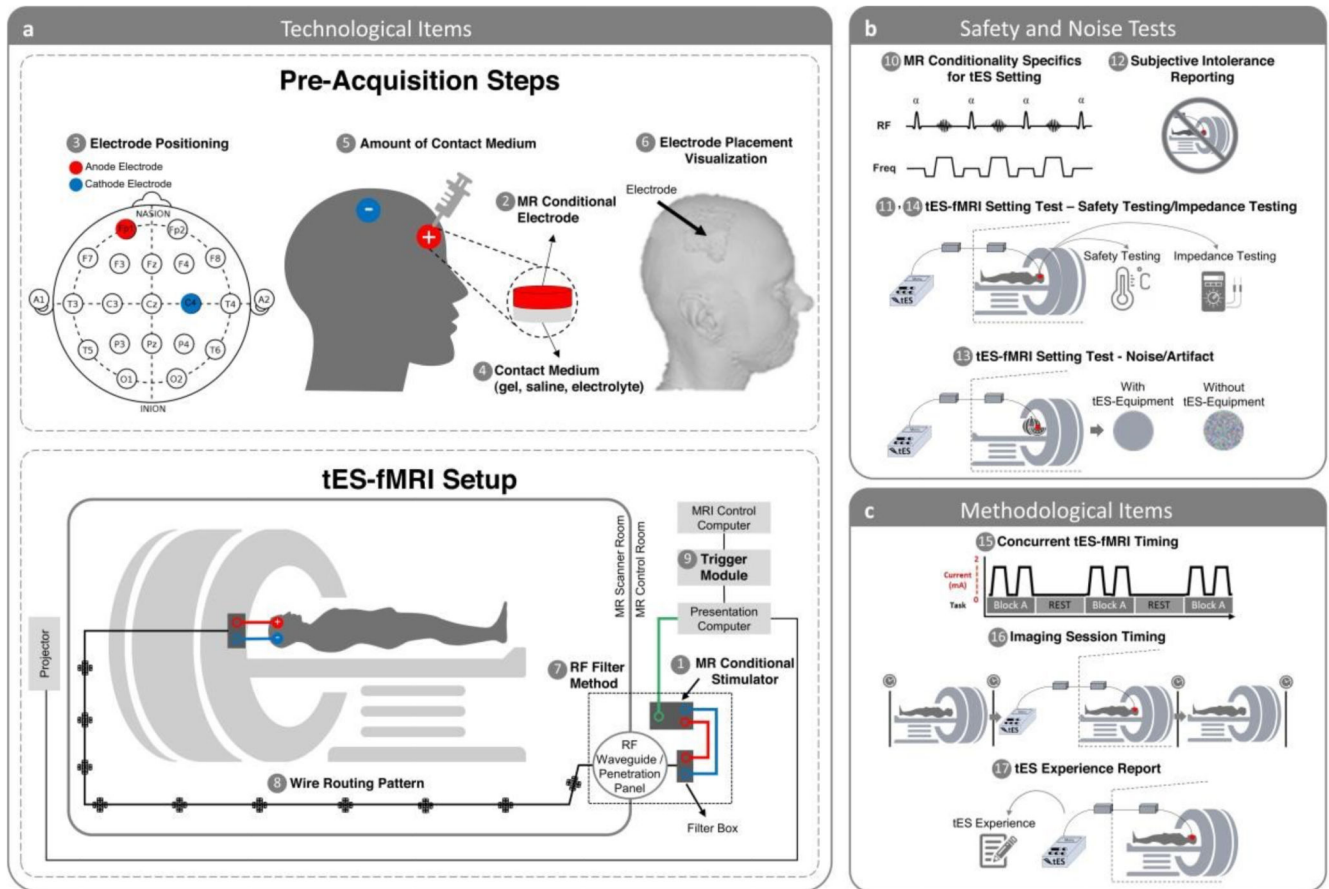 a
Technological Items
Pre-Acquisition Steps
3 Electrode Positioning
Anode Electrode
Cathode Electrode
NASION
Fp1
Fp2
F7
F3
Fz
F4
F8
A1
T3
C3
Cz
C4
T4
A2
T5
P3
Pz
P4
T6
O1
O2
INION
5 Amount of Contact Medium
-
+
2 MR Conditional
Electrode
4 Contact Medium
(gel, saline, electrolyte)
6 Electrode Placement
Visualization
Electrode
tES-fMRI Setup
Projector
+
-
MR Scanner Room
MR Control Room
MRI Control
Computer
9 Trigger
Module
Presentation
Computer
7 RF Filter
Method
1 MR Conditional
Stimulator
RF
Waveguide /
Penetration
Panel
Filter Box
8 Wire Routing Pattern
b
Safety and Noise Tests
10 MR Conditionality Specifics
for tES Setting
α α α α
RF
Freq
12 Subjective Intolerance
Reporting
11, 14 tES-fMRI Setting Test – Safety Testing/Impedance Testing
tES
Safety Testing
°C
Impedance Testing
13 tES-fMRI Setting Test - Noise/Artifact
tES
With
tES-Equipment
Without
tES-Equipment
c
Methodological Items
15 Concurrent tES-fMRI Timing
Current
(mA)
2
0
Task
Block A
REST
Block A
REST
Block A
16 Imaging Session Timing
tES
17 tES Experience Report
tES Experience
tES